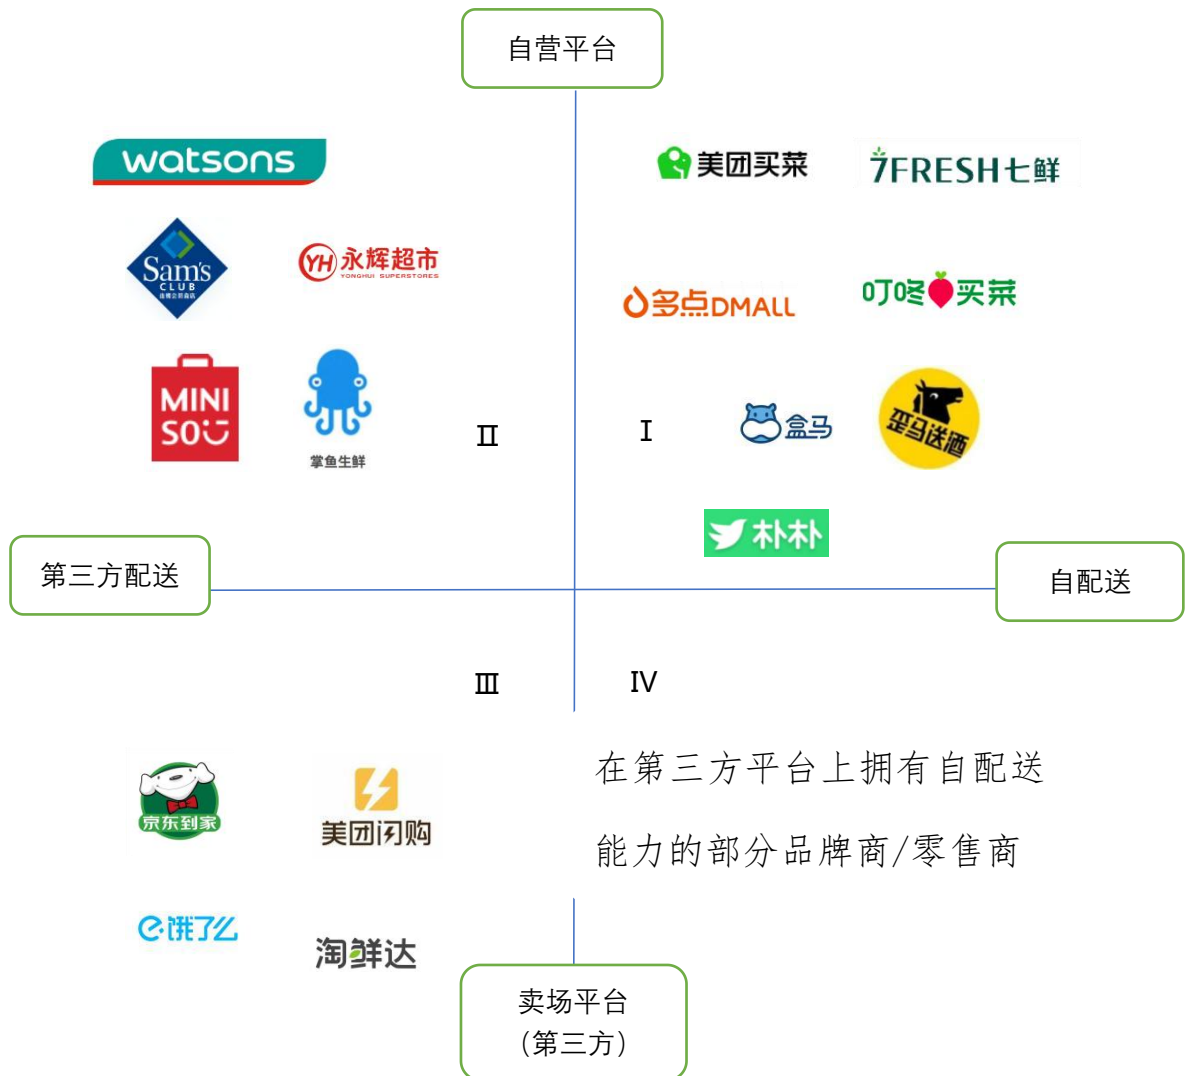 自营平台
watsons
美团买菜
7FRESH七鲜
Sam's
CLUB
YH永辉超市
YONGHUI SUPERSTORES
多点DMALL
叮咚买菜
MINI
SO
掌鱼生鲜
II
I
盒马
歪马送酒
朴朴
第三方配送
自配送
III
IV
京东到家
美团闪购
在第三方平台上拥有自配送
能力的部分品牌商/零售商
e饿了么
淘鲜达
卖场平台
(第三方)